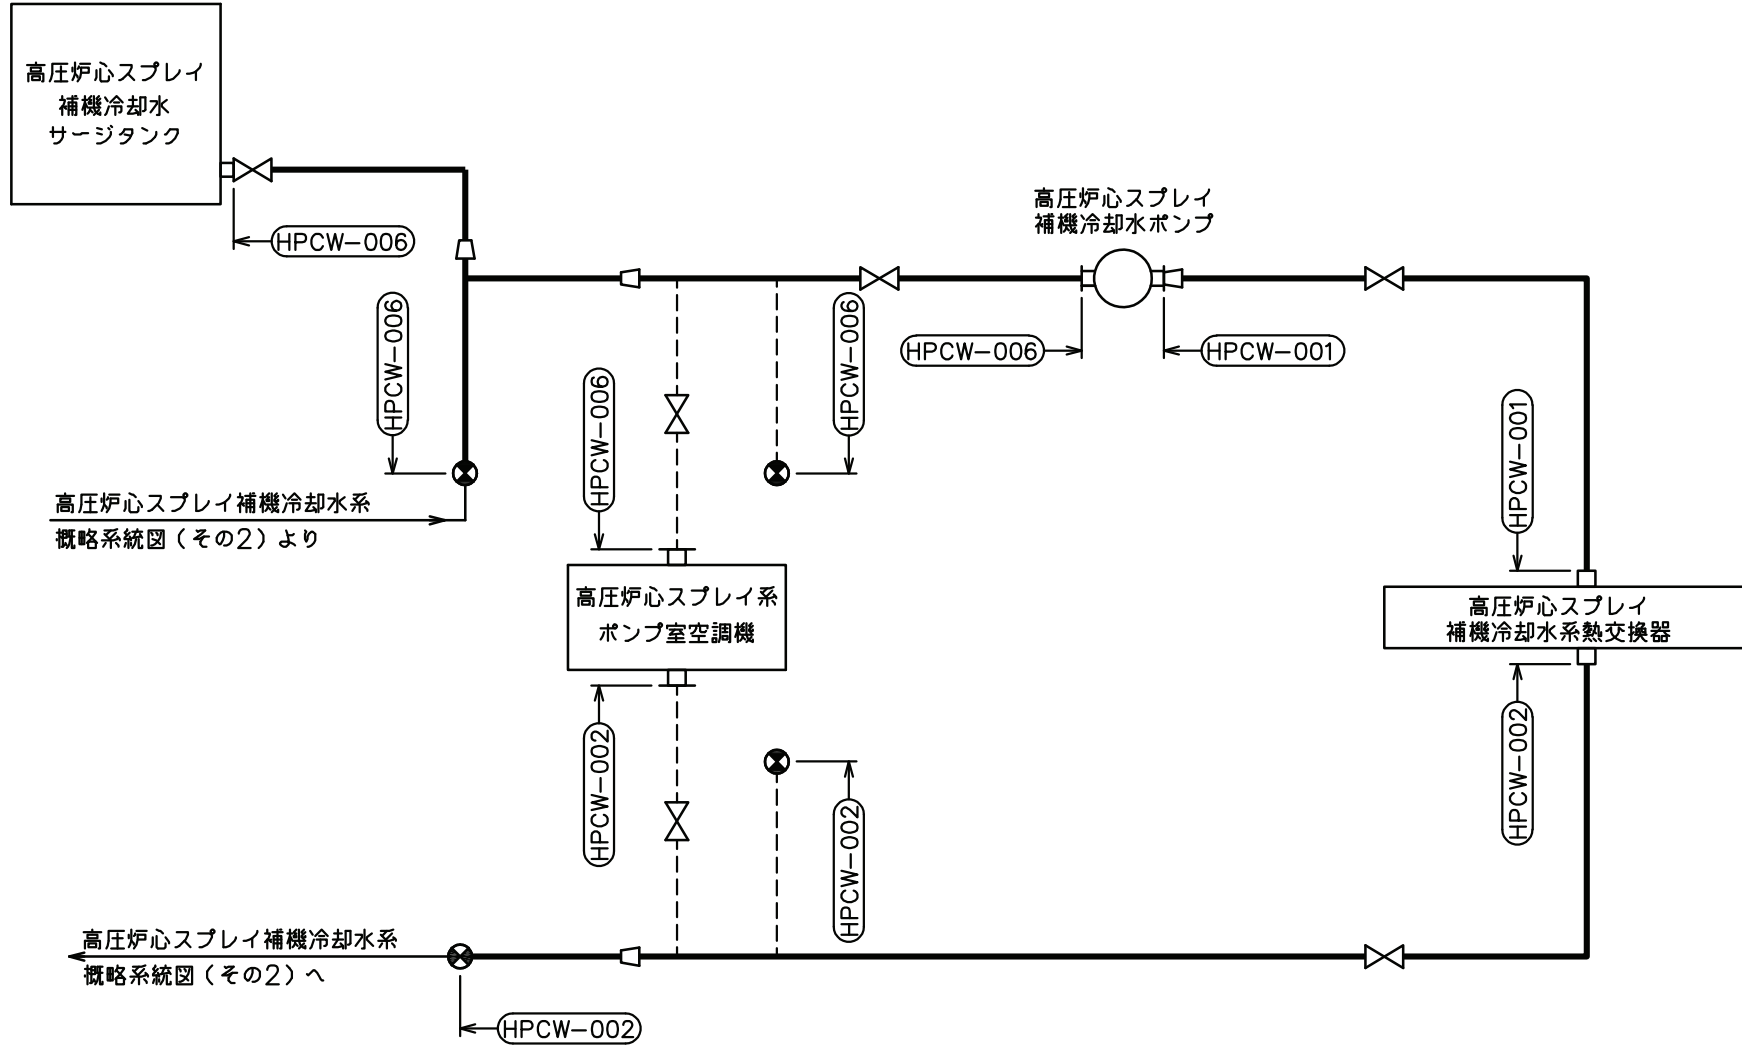 高圧炉心スプレイ
補機冷却水
サージタンク
HPCW-006
高圧炉心スプレイ
補機冷却水ポンプ
HPCW-006
HPCW-006
HPCW-006
HPCW-001
HPCW-006
HPCW-001
高圧炉心スプレイ補機冷却水系
概略系統図(その2)より
高圧炉心スプレイ系
ポンプ室空調機
高圧炉心スプレイ
補機冷却水系熱交換器
HPCW-002
HPCW-002
HPCW-002
高圧炉心スプレイ補機冷却水系
概略系統図(その2)へ
HPCW-002